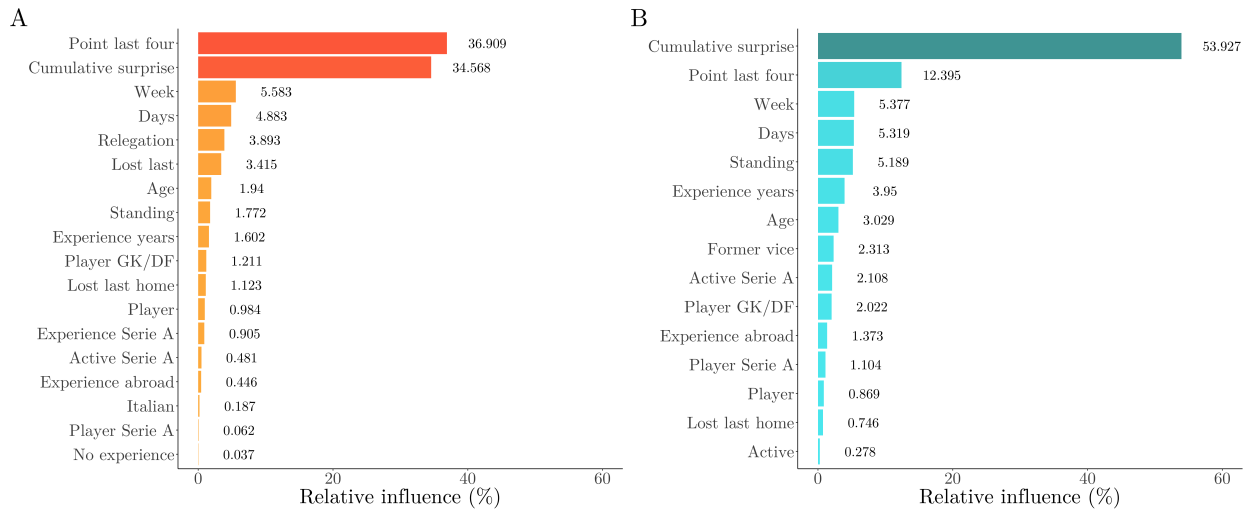 A
Point last four 36.909
Cumulative surprise 34.568
Week 5.583
Days 4.883
Relegation 3.893
Lost last 3.415
Age 1.94
Standing 1.772
Experience years 1.602
Player GK/DF 1.211
Lost last home 1.123
Player 0.984
Experience Serie A 0.905
Active Serie A 0.481
Experience abroad 0.446
Italian 0.187
Player Serie A 0.062
No experience 0.037
0 20 40 60
Relative influence (%)
B
Cumulative surprise 53.927
Point last four 12.395
Week 5.377
Days 5.319
Standing 5.189
Experience years 3.95
Age 3.029
Former vice 2.313
Active Serie A 2.108
Player GK/DF 2.022
Experience abroad 1.373
Player Serie A 1.104
Player 0.869
Lost last home 0.746
Active 0.278
0 20 40 60
Relative influence (%)